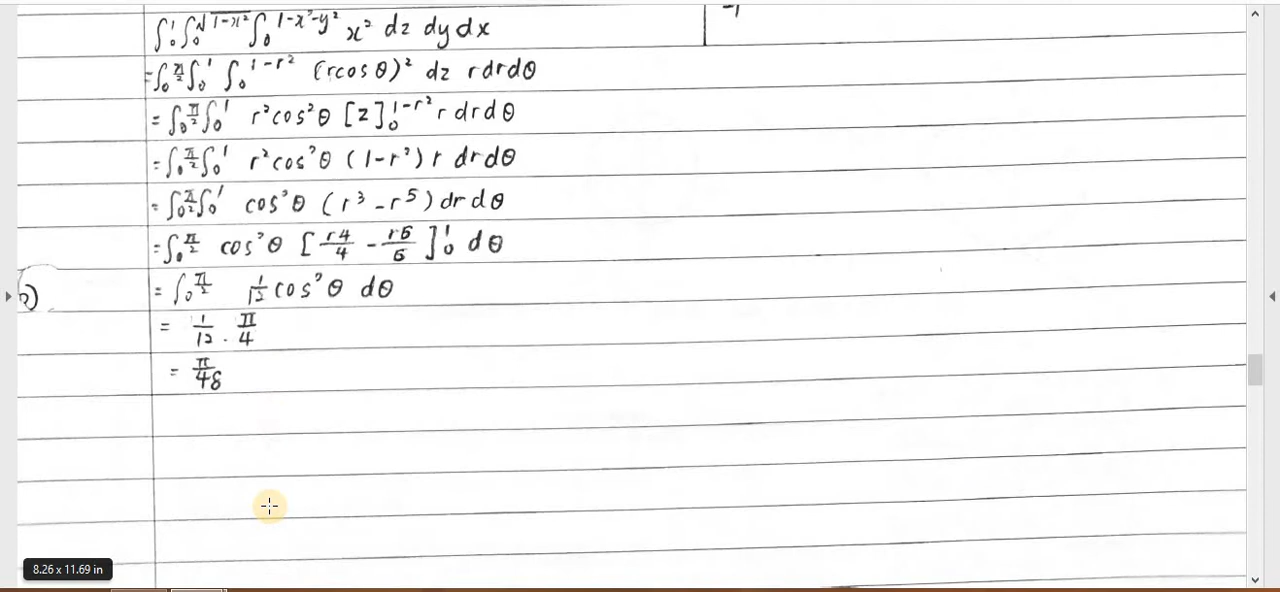 -1
∫₀¹ ∫₀^√(1-x²) ∫₀^(1-x²-y²) x² dz dy dx
= ∫₀^(π/2) ∫₀¹ ∫₀^(1-r²) (r cos θ)² dz r dr dθ
= ∫₀^(π/2) ∫₀¹ r² cos² θ [z]₀^(1-r²) r dr dθ
= ∫₀^(π/2) ∫₀¹ r² cos² θ (1-r²) r dr dθ
= ∫₀^(π/2) ∫₀¹ cos² θ (r³ - r⁵) dr dθ
= ∫₀^(π/2) cos² θ [r⁴/4 - r⁶/6]₀¹ dθ
2) = ∫₀^(π/2) 1/12 cos² θ dθ
= 1/12 . π/4
= π/48
8.26 x 11.69 in